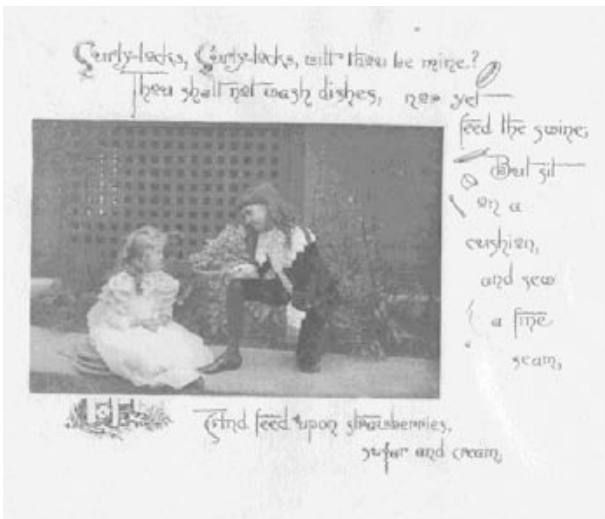 Curly-locks, Curly-locks, wilt thou be mine?
Thou shalt not wash dishes, nor yet
feed the swine;
But sit
on a
cushion,
and sew
a fine
seam,
And feed upon strawberries,
sugar and cream,